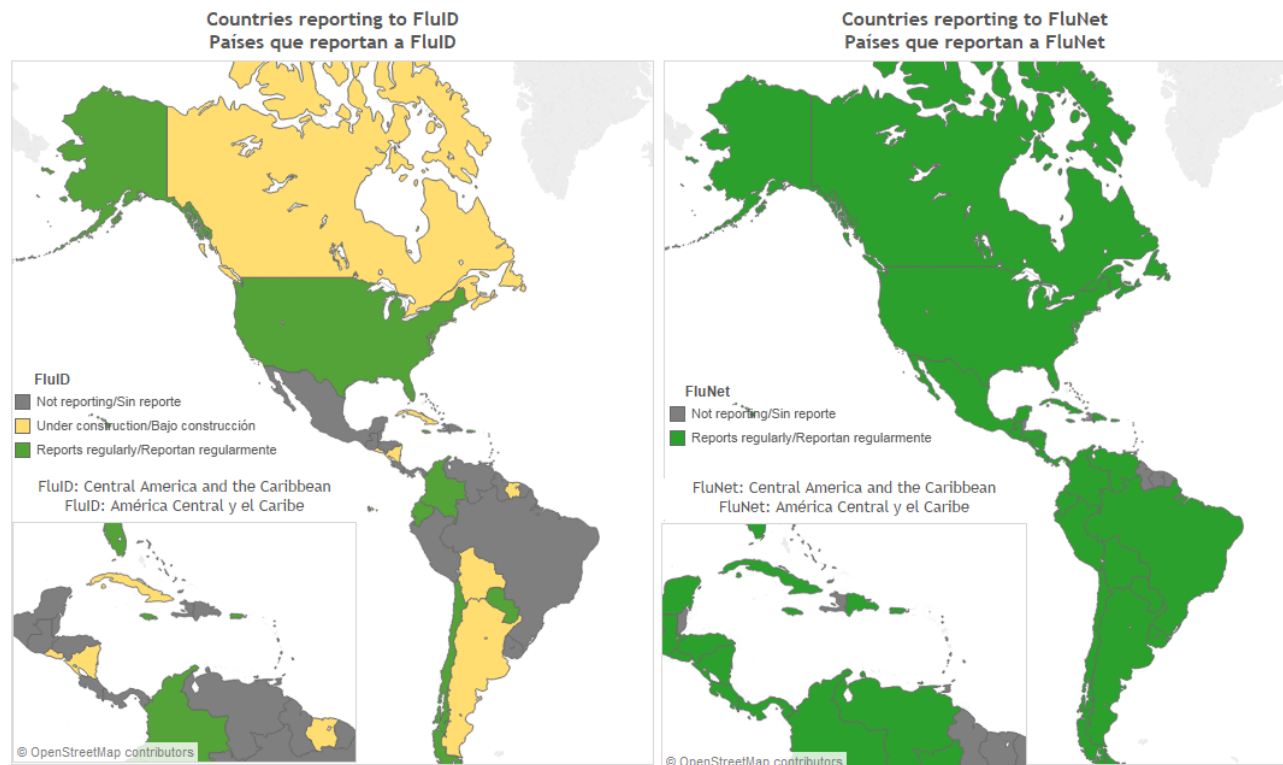 Countries reporting to FluID
Países que reportan a FluID
FluID
Not reporting/Sin reporte
Under construction/Bajo construcción
Reports regularly/Reportan regularmente
FluID: Central America and the Caribbean
FluID: América Central y el Caribe
© OpenStreetMap contributors
Countries reporting to FluNet
Países que reportan a FluNet
FluNet
Not reporting/Sin reporte
Reports regularly/Reportan regularmente
FluNet: Central America and the Caribbean
FluNet: América Central y el Caribe
© OpenStreetMap contributors